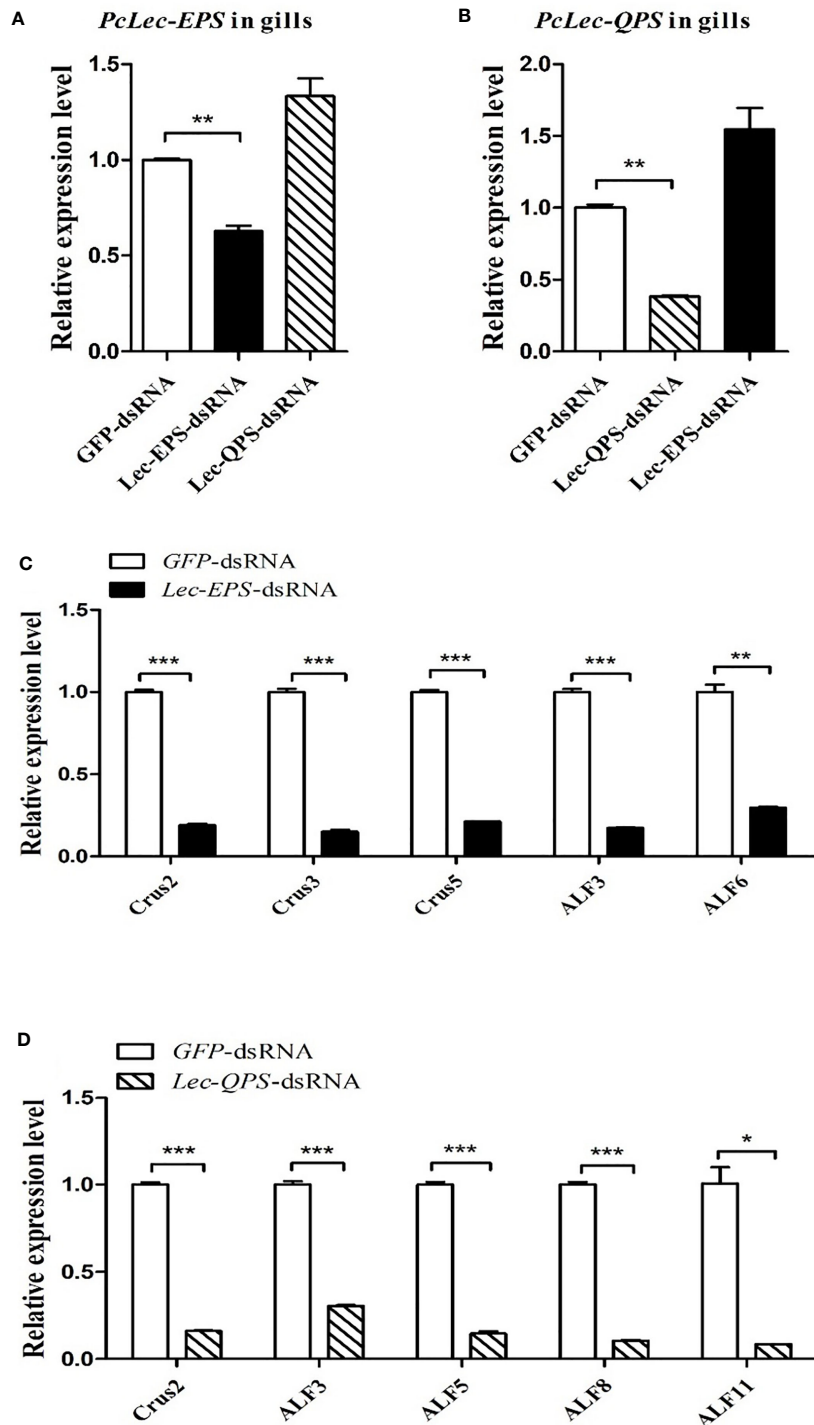 A
PcLec-EPS in gills
Relative expression level
1.5
1.0
0.5
0.0
**
GFP-dsRNA
Lec-EPS-dsRNA
Lec-QPS-dsRNA
B
PcLec-QPS in gills
Relative expression level
2.0
1.5
1.0
0.5
0.0
**
GFP-dsRNA
Lec-QPS-dsRNA
Lec-EPS-dsRNA
C
GFP-dsRNA
Lec-EPS-dsRNA
Relative expression level
1.5
1.0
0.5
0.0
***
***
***
***
**
Crus2
Crus3
Crus5
ALF3
ALF6
D
GFP-dsRNA
Lec-QPS-dsRNA
Relative expression level
1.5
1.0
0.5
0.0
***
***
***
***
*
Crus2
ALF3
ALF5
ALF8
ALF11